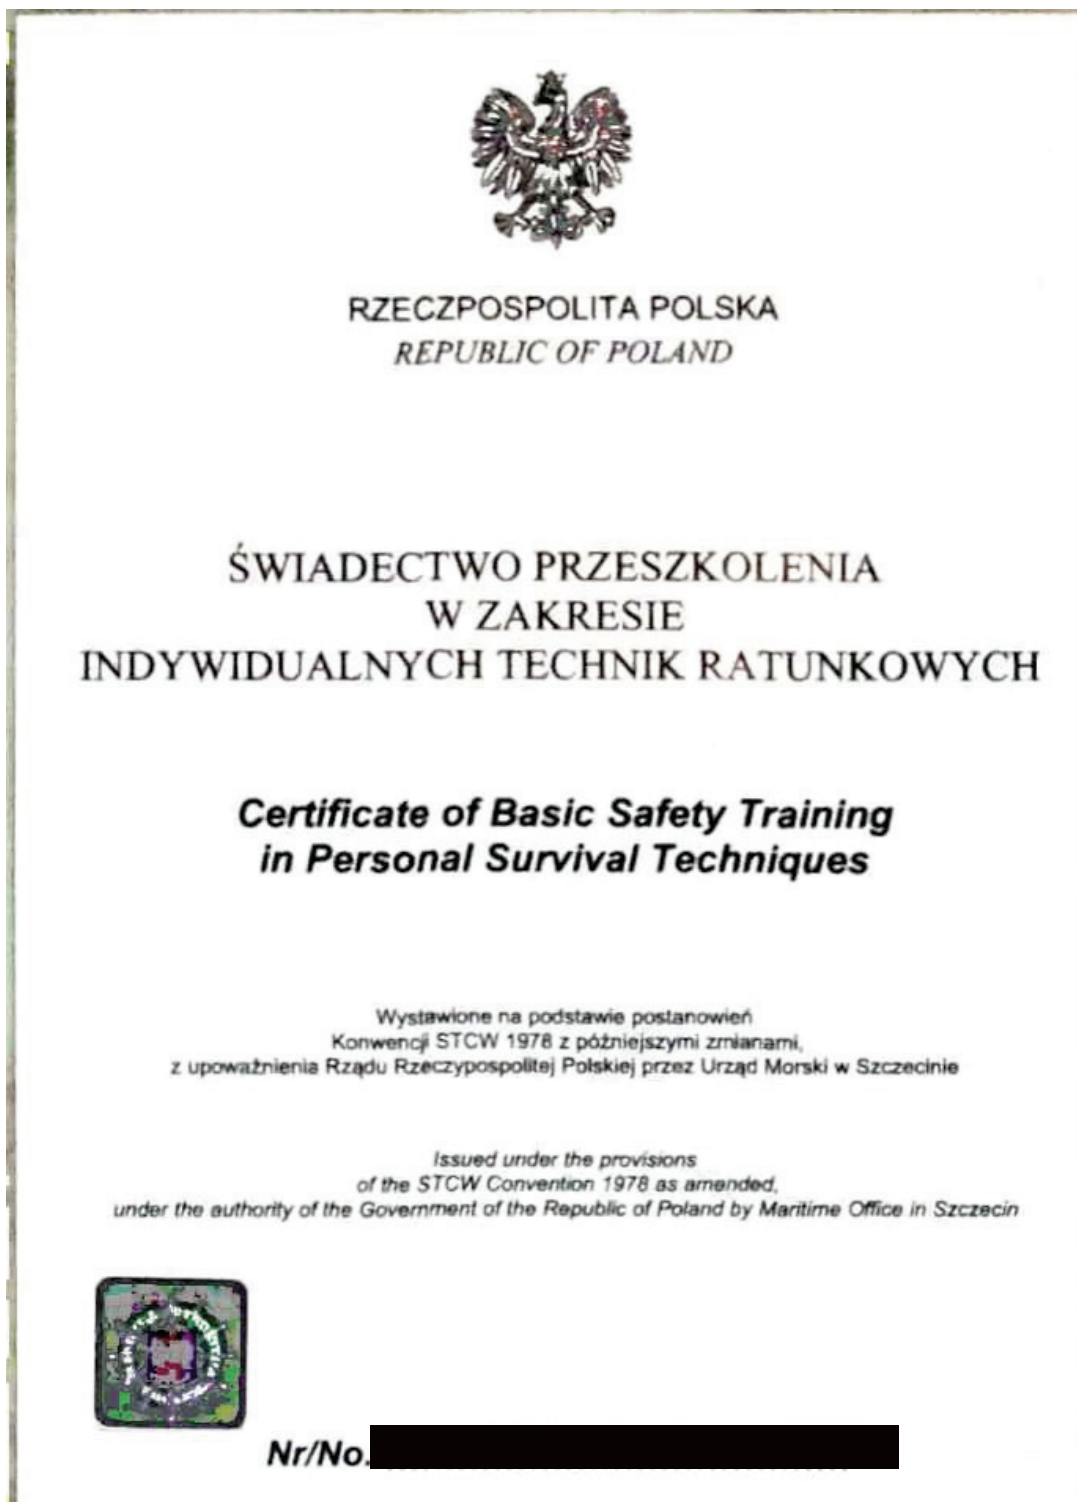 RZECZPOSPOLITA POLSKA
REPUBLIC OF POLAND
ŚWIADECTWO PRZESZKOLENIA
W ZAKRESIE
INDYWIDUALNYCH TECHNIK RATUNKOWYCH
Certificate of Basic Safety Training
in Personal Survival Techniques
Wystawione na podstawie postanowień
Konwencji STCW 1978 z późniejszymi zmianami,
z upoważnienia Rządu Rzeczypospolitej Polskiej przez Urząd Morski w Szczecinie
Issued under the provisions
of the STCW Convention 1978 as amended,
under the authority of the Government of the Republic of Poland by Maritime Office in Szczecin
Nr/No.